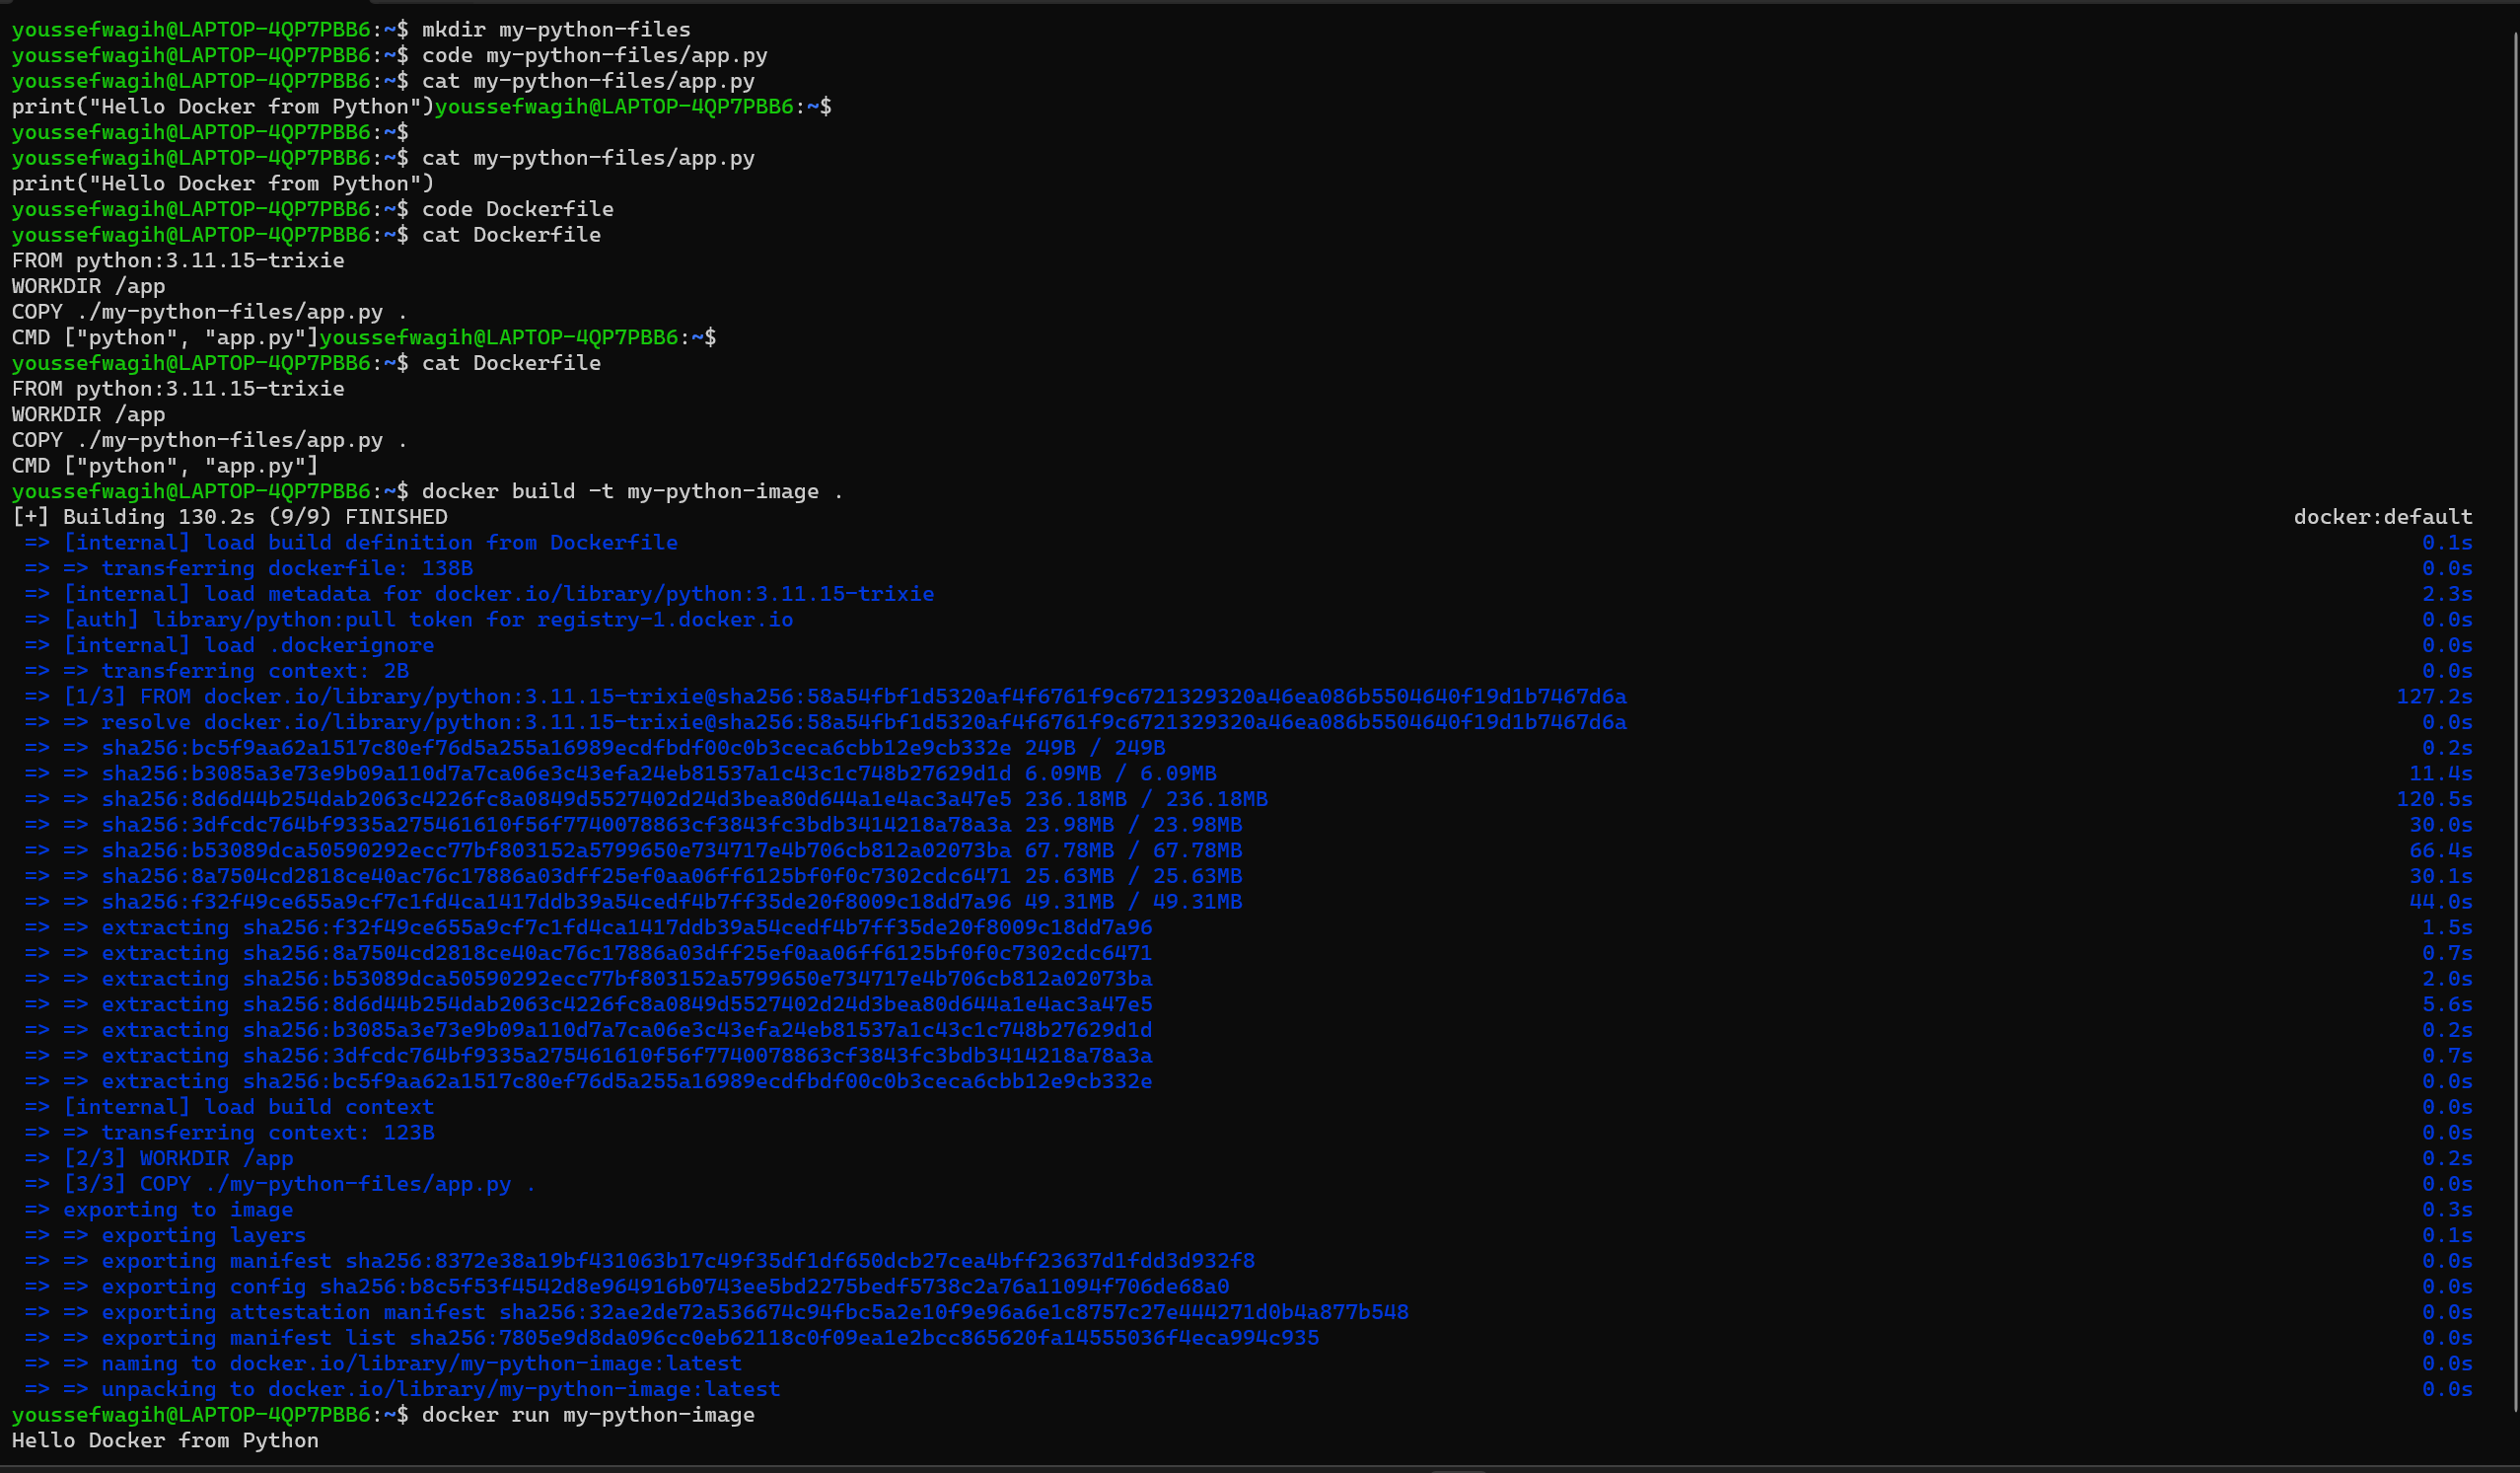 youssefwagih@LAPTOP-4QP7PBB6:~$ mkdir my-python-files
youssefwagih@LAPTOP-4QP7PBB6:~$ code my-python-files/app.py
youssefwagih@LAPTOP-4QP7PBB6:~$ cat my-python-files/app.py
print("Hello Docker from Python")youssefwagih@LAPTOP-4QP7PBB6:~$
youssefwagih@LAPTOP-4QP7PBB6:~$
youssefwagih@LAPTOP-4QP7PBB6:~$ cat my-python-files/app.py
print("Hello Docker from Python")
youssefwagih@LAPTOP-4QP7PBB6:~$ code Dockerfile
youssefwagih@LAPTOP-4QP7PBB6:~$ cat Dockerfile
FROM python:3.11.15-trixie
WORKDIR /app
COPY ./my-python-files/app.py .
CMD ["python", "app.py"]youssefwagih@LAPTOP-4QP7PBB6:~$
youssefwagih@LAPTOP-4QP7PBB6:~$ cat Dockerfile
FROM python:3.11.15-trixie
WORKDIR /app
COPY ./my-python-files/app.py .
CMD ["python", "app.py"]
youssefwagih@LAPTOP-4QP7PBB6:~$ docker build -t my-python-image .
[+] Building 130.2s (9/9) FINISHED docker:default
=> [internal] load build definition from Dockerfile 0.1s
=> => transferring dockerfile: 138B 0.0s
=> [internal] load metadata for docker.io/library/python:3.11.15-trixie 2.3s
=> [auth] library/python:pull token for registry-1.docker.io 0.0s
=> [internal] load .dockerignore 0.0s
=> => transferring context: 2B 0.0s
=> [1/3] FROM docker.io/library/python:3.11.15-trixie@sha256:58a54fbf1d5320af4f6761f9c6721329320a46ea086b5504640f19d1b7467d6a 127.2s
=> => resolve docker.io/library/python:3.11.15-trixie@sha256:58a54fbf1d5320af4f6761f9c6721329320a46ea086b5504640f19d1b7467d6a 0.0s
=> => sha256:bc5f9aa62a1517c80ef76d5a255a16989ecdfbdf00c0b3ceca6cbb12e9cb332e 249B / 249B 0.2s
=> => sha256:b3085a3e73e9b09a110d7a7ca06e3c43efa24eb81537a1c43c1c748b27629d1d 6.09MB / 6.09MB 11.4s
=> => sha256:8d6d44b254dab2063c4226fc8a0849d5527402d24d3bea80d644a1e4ac3a47e5 236.18MB / 236.18MB 120.5s
=> => sha256:3dfcdc764bf9335a275461610f56f7740078863cf3843fc3bdb3414218a78a3a 23.98MB / 23.98MB 30.0s
=> => sha256:b53089dca50590292ecc77bf803152a5799650e734717e4b706cb812a02073ba 67.78MB / 67.78MB 66.4s
=> => sha256:8a7504cd2818ce40ac76c17886a03dff25ef0aa06ff6125bf0f0c7302cdc6471 25.63MB / 25.63MB 30.1s
=> => sha256:f32f49ce655a9cf7c1fd4ca1417ddb39a54cedf4b7ff35de20f8009c18dd7a96 49.31MB / 49.31MB 44.0s
=> => extracting sha256:f32f49ce655a9cf7c1fd4ca1417ddb39a54cedf4b7ff35de20f8009c18dd7a96 1.5s
=> => extracting sha256:8a7504cd2818ce40ac76c17886a03dff25ef0aa06ff6125bf0f0c7302cdc6471 0.7s
=> => extracting sha256:b53089dca50590292ecc77bf803152a5799650e734717e4b706cb812a02073ba 2.0s
=> => extracting sha256:8d6d44b254dab2063c4226fc8a0849d5527402d24d3bea80d644a1e4ac3a47e5 5.6s
=> => extracting sha256:b3085a3e73e9b09a110d7a7ca06e3c43efa24eb81537a1c43c1c748b27629d1d 0.2s
=> => extracting sha256:3dfcdc764bf9335a275461610f56f7740078863cf3843fc3bdb3414218a78a3a 0.7s
=> => extracting sha256:bc5f9aa62a1517c80ef76d5a255a16989ecdfbdf00c0b3ceca6cbb12e9cb332e 0.0s
=> [internal] load build context 0.0s
=> => transferring context: 123B 0.0s
=> [2/3] WORKDIR /app 0.2s
=> [3/3] COPY ./my-python-files/app.py . 0.0s
=> exporting to image 0.3s
=> => exporting layers 0.1s
=> => exporting manifest sha256:8372e38a19bf431063b17c49f35df1df650dcb27cea4bff23637d1fdd3d932f8 0.0s
=> => exporting config sha256:b8c5f53f4542d8e964916b0743ee5bd2275bedf5738c2a76a11094f706de68a0 0.0s
=> => exporting attestation manifest sha256:32ae2de72a536674c94fbc5a2e10f9e96a6e1c8757c27e444271d0b4a877b548 0.0s
=> => exporting manifest list sha256:7805e9d8da096cc0eb62118c0f09ea1e2bcc865620fa14555036f4eca994c935 0.0s
=> => naming to docker.io/library/my-python-image:latest 0.0s
=> => unpacking to docker.io/library/my-python-image:latest 0.0s
youssefwagih@LAPTOP-4QP7PBB6:~$ docker run my-python-image
Hello Docker from Python